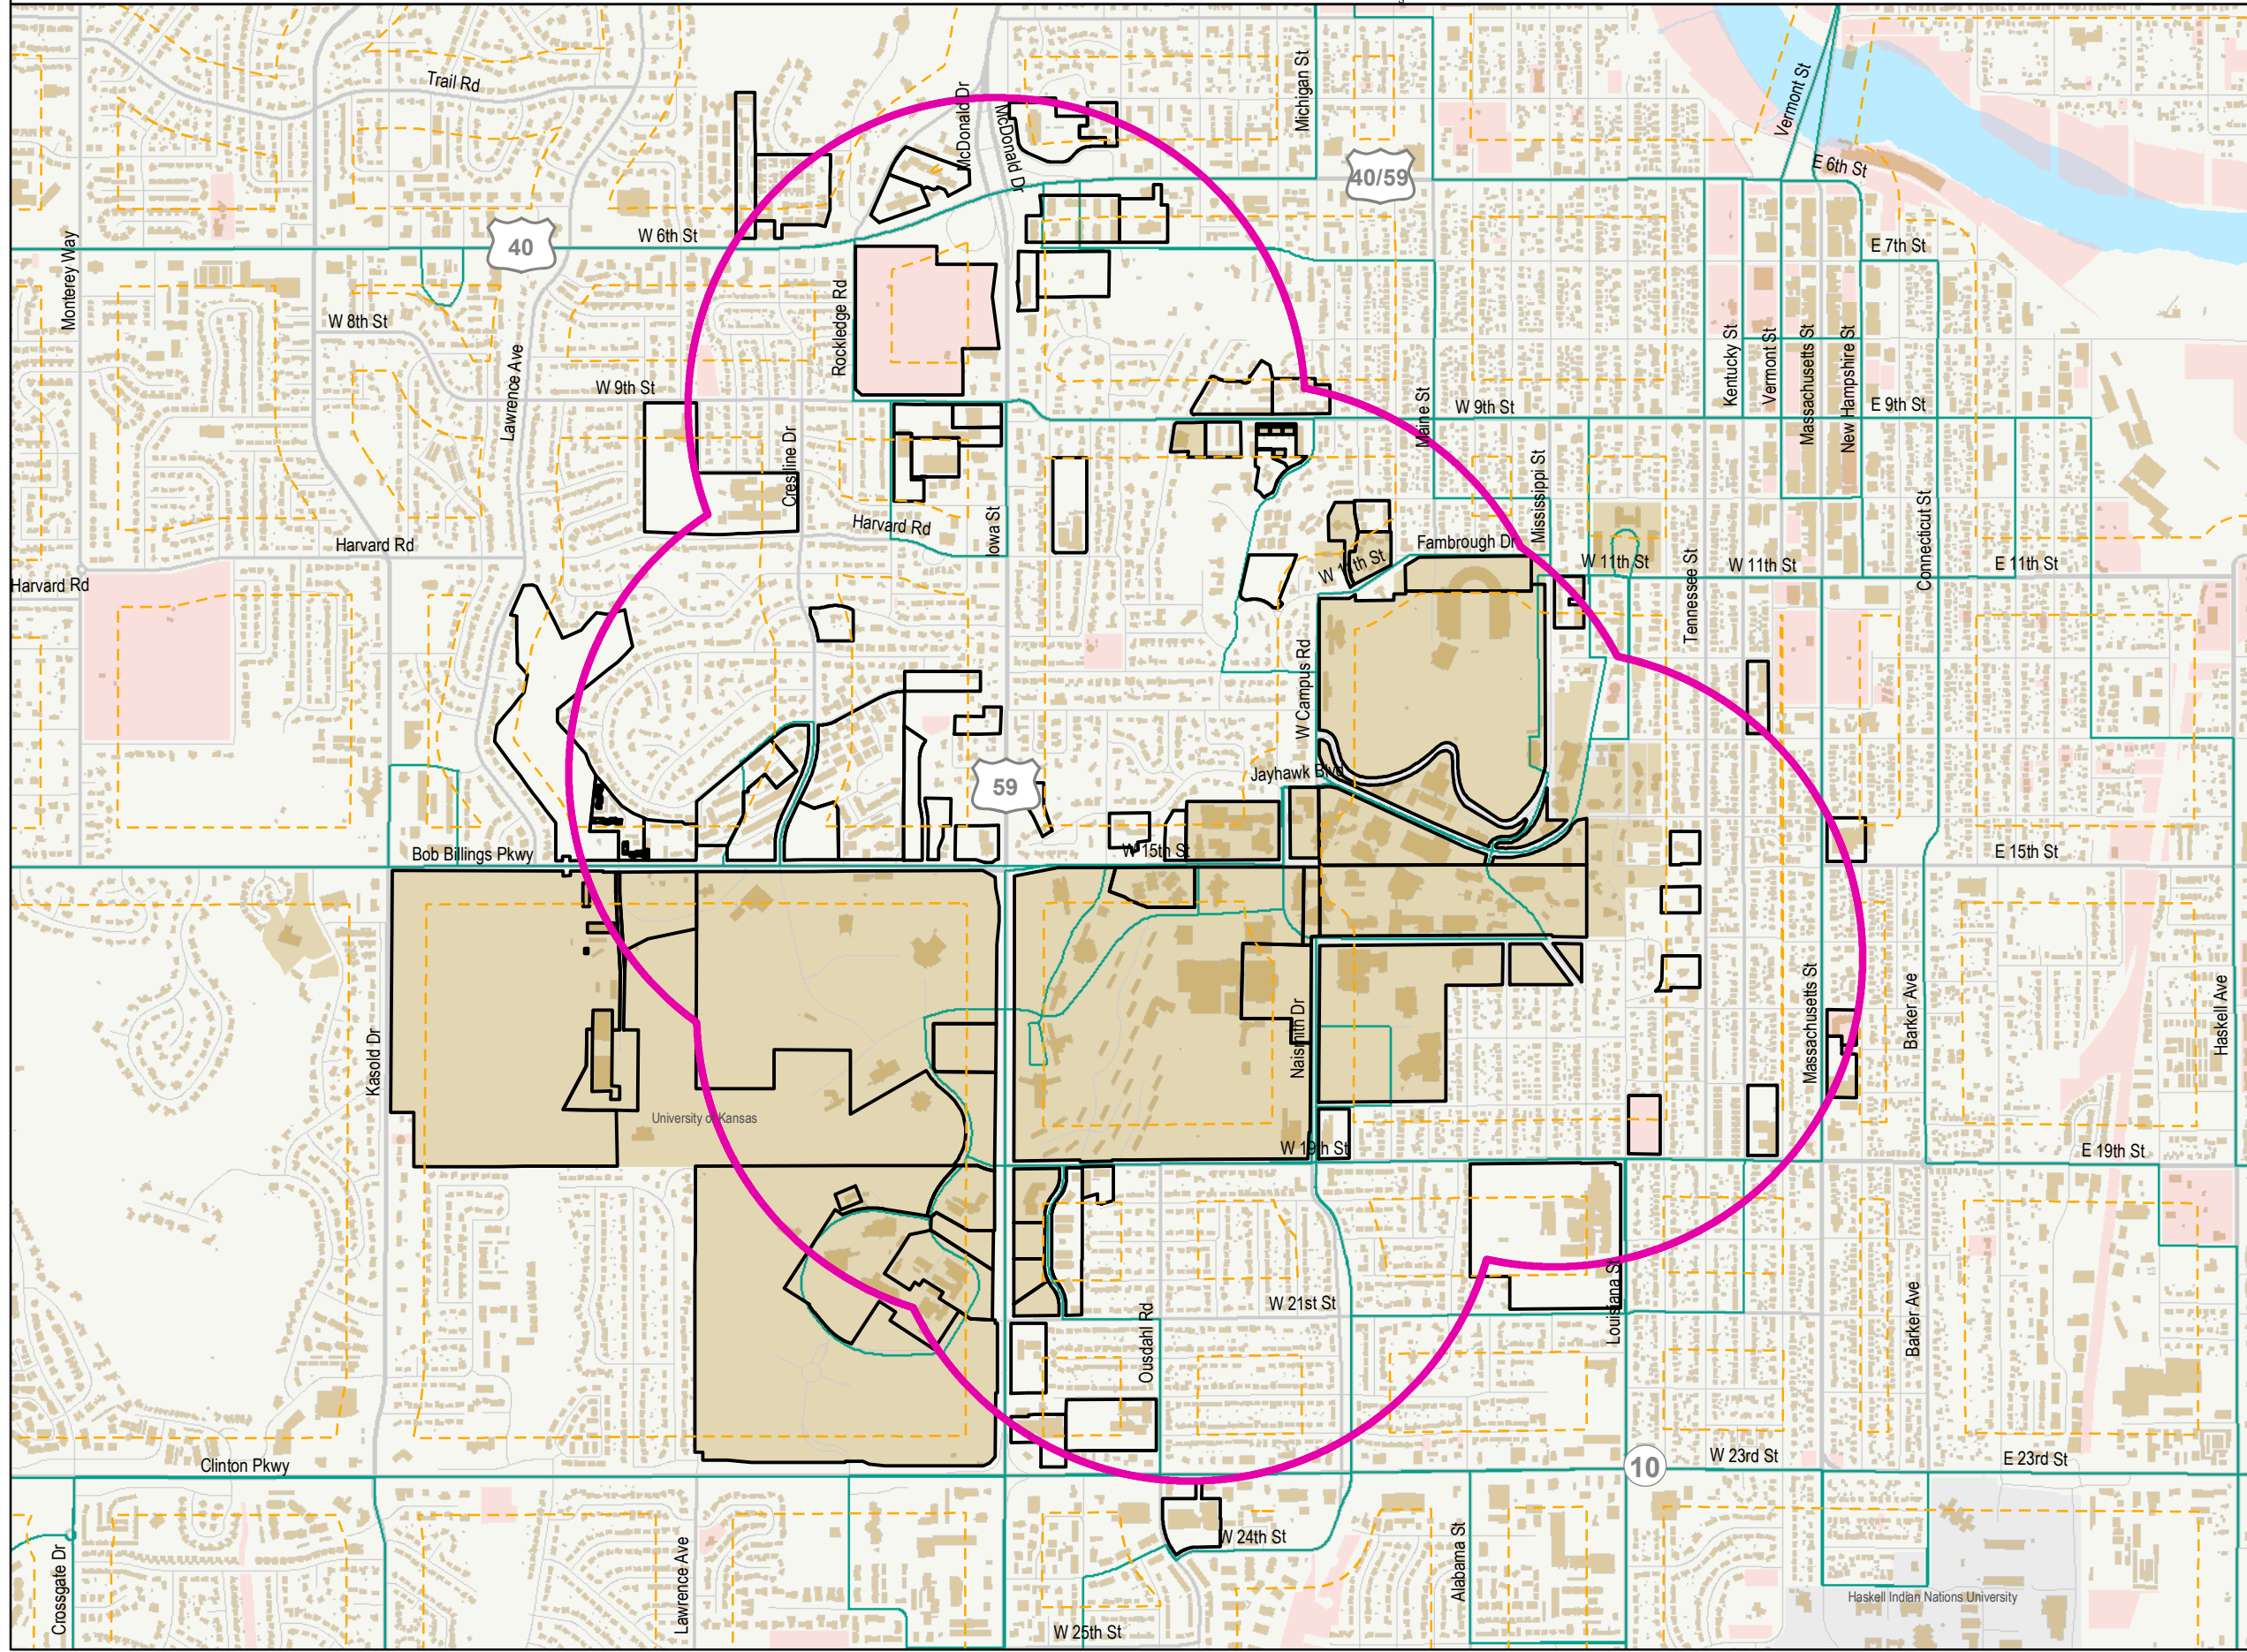 Trail Rd
McDonald Dr
McDonald Dr
Michigan St
Vermont St
E 6th St
40/59
Monterey Way
40
W 6th St
E 7th St
Rockledge Rd
W 8th St
Lawrence Ave
W 9th St
Kentucky St
Vermont St
Massachusetts St
New Hampshire St
Maine St
W 9th St
E 9th St
Crestline Dr
Harvard Rd
Iowa St
Mississippi St
Harvard Rd
Fambrough Dr
W 11th St
W 11th St
Tennessee St
W 11th St
Connecticut St
E 11th St
Harvard Rd
W Campus Rd
Jayhawk Blvd
59
Bob Billings Pkwy
W 15th St
E 15th St
Kasold Dr
Naismith Dr
Massachusetts St
Barker Ave
Haskell Ave
University of Kansas
W 19th St
E 19th St
Ousdahl Rd
W 21st St
Louisiana St
Barker Ave
Clinton Pkwy
10
W 23rd St
E 23rd St
Crossgate Dr
Lawrence Ave
W 24th St
Alabama St
Haskell Indian Nations University
W 25th St